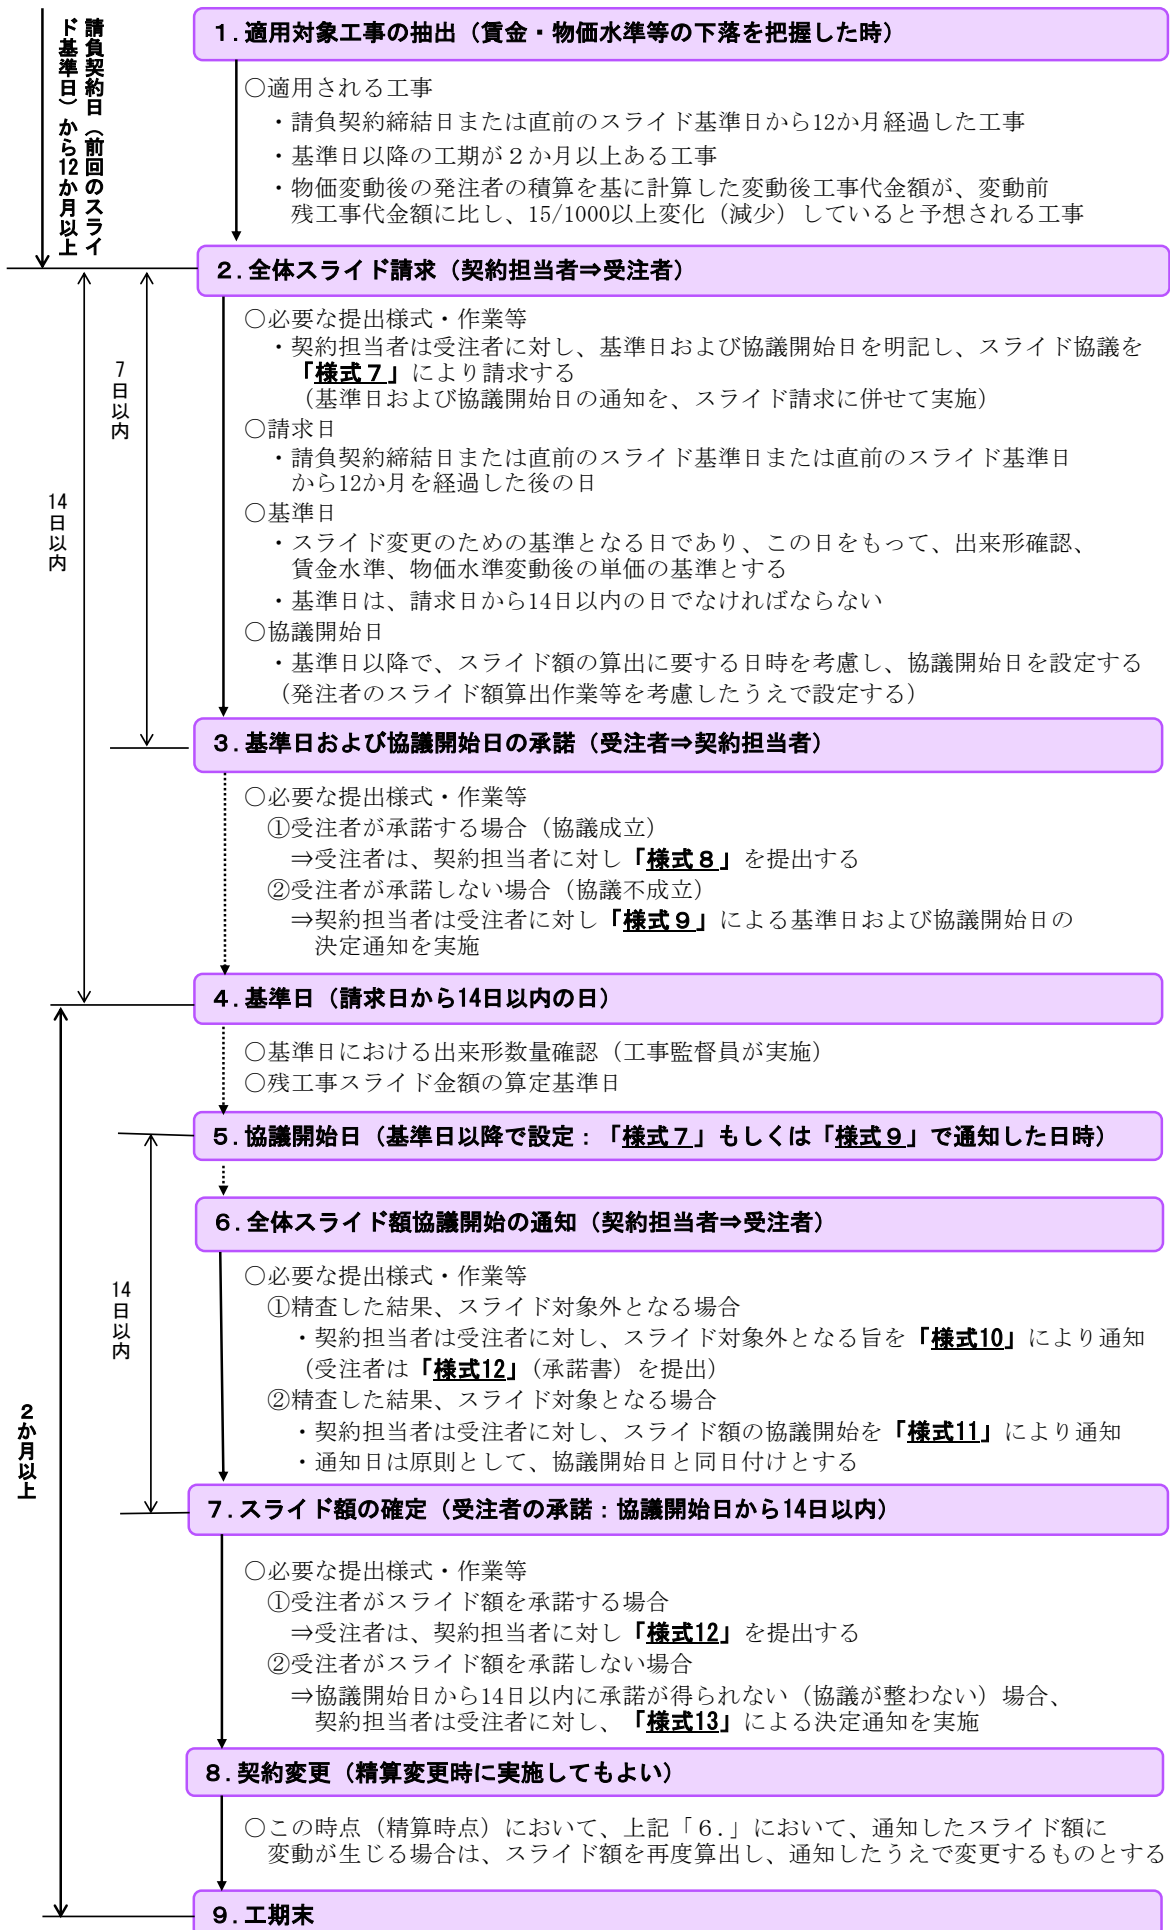 請負契約日（前回のスライ
ド基準日）から12か月以上
１.適用対象工事の抽出（賃金・物価水準等の下落を把握した時）
○適用される工事
・請負契約締結日または直前のスライド基準日から12か月経過した工事
・基準日以降の工期が２か月以上ある工事
・物価変動後の発注者の積算を基に計算した変動後工事代金額が、変動前
残工事代金額に比し、15/1000以上変化（減少）していると予想される工事
２.全体スライド請求（契約担当者⇒受注者）
7日以内
14日以内
○必要な提出様式・作業等
・契約担当者は受注者に対し、基準日および協議開始日を明記し、スライド協議を
「様式７」により請求する
（基準日および協議開始日の通知を、スライド請求に併せて実施）
○請求日
・請負契約締結日または直前のスライド基準日または直前のスライド基準日
から12か月を経過した後の日
○基準日
・スライド変更のための基準となる日であり、この日をもって、出来形確認、
賃金水準、物価水準変動後の単価の基準とする
・基準日は、請求日から14日以内の日でなければならない
○協議開始日
・基準日以降で、スライド額の算出に要する日時を考慮し、協議開始日を設定する
（発注者のスライド額算出作業等を考慮したうえで設定する）
３.基準日および協議開始日の承諾（受注者⇒契約担当者）
○必要な提出様式・作業等
①受注者が承諾する場合（協議成立）
⇒受注者は、契約担当者に対し「様式８」を提出する
②受注者が承諾しない場合（協議不成立）
⇒契約担当者は受注者に対し「様式９」による基準日および協議開始日の
決定通知を実施
４.基準日（請求日から14日以内の日）
○基準日における出来形数量確認（工事監督員が実施）
○残工事スライド金額の算定基準日
５.協議開始日（基準日以降で設定：「様式７」もしくは「様式９」で通知した日時）
６.全体スライド額協議開始の通知（契約担当者⇒受注者）
14日以内
２か月以上
○必要な提出様式・作業等
①精査した結果、スライド対象外となる場合
・契約担当者は受注者に対し、スライド対象外となる旨を「様式10」により通知
（受注者は「様式12」（承諾書）を提出）
②精査した結果、スライド対象となる場合
・契約担当者は受注者に対し、スライド額の協議開始を「様式11」により通知
・通知日は原則として、協議開始日と同日付けとする
７.スライド額の確定（受注者の承諾：協議開始日から14日以内）
○必要な提出様式・作業等
①受注者がスライド額を承諾する場合
⇒受注者は、契約担当者に対し「様式12」を提出する
②受注者がスライド額を承諾しない場合
⇒協議開始日から14日以内に承諾が得られない（協議が整わない）場合、
契約担当者は受注者に対し、「様式13」による決定通知を実施
８.契約変更（精算変更時に実施してもよい）
○この時点（精算時点）において、上記「６.」において、通知したスライド額に
変動が生じる場合は、スライド額を再度算出し、通知したうえで変更するものとする
９.工期末